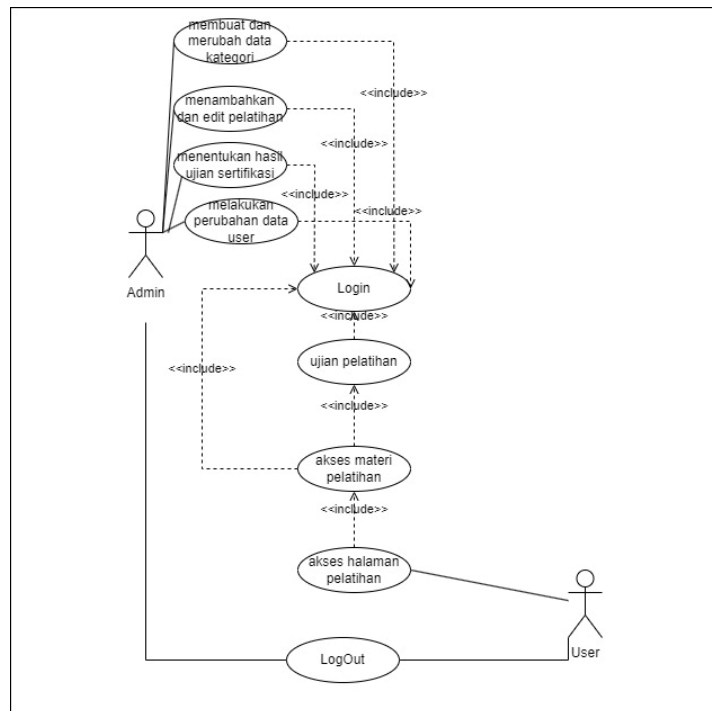 membuat dan
merubah data
kategori
<<include>>
menambahkan
dan edit pelatihan
<<include>>
menentukan hasil
ujian sertifikasi
<<include>>
melakukan
perubahan data
user
<<include>>
Admin
Login
<<include>>
ujian pelatihan
<<include>>
<<include>>
akses materi
pelatihan
<<include>>
akses halaman
pelatihan
User
LogOut